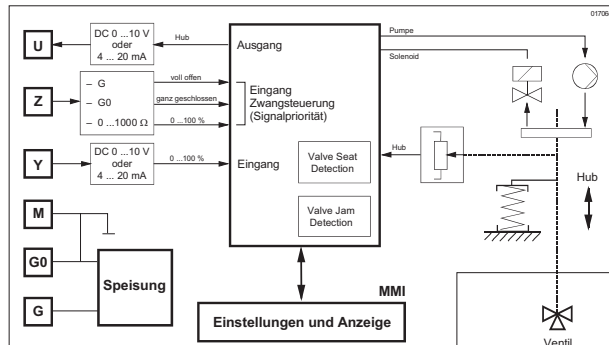 01706
U
DC 0 ...10 V
oder
4 ... 20 mA
Hub
Ausgang
Pumpe
Solenoid
Z
– G
– G0
– 0 ...1000 Ω
voll offen
ganz geschlossen
0 ...100 %
Eingang
Zwangsteuerung
(Signalpriorität)
Y
DC 0 ...10 V
oder
4 ... 20 mA
0 ...100 %
Eingang
Valve Seat
Detection
Valve Jam
Detection
Hub
Hub
M
G0
G
Speisung
MMI
Einstellungen und Anzeige
Ventil